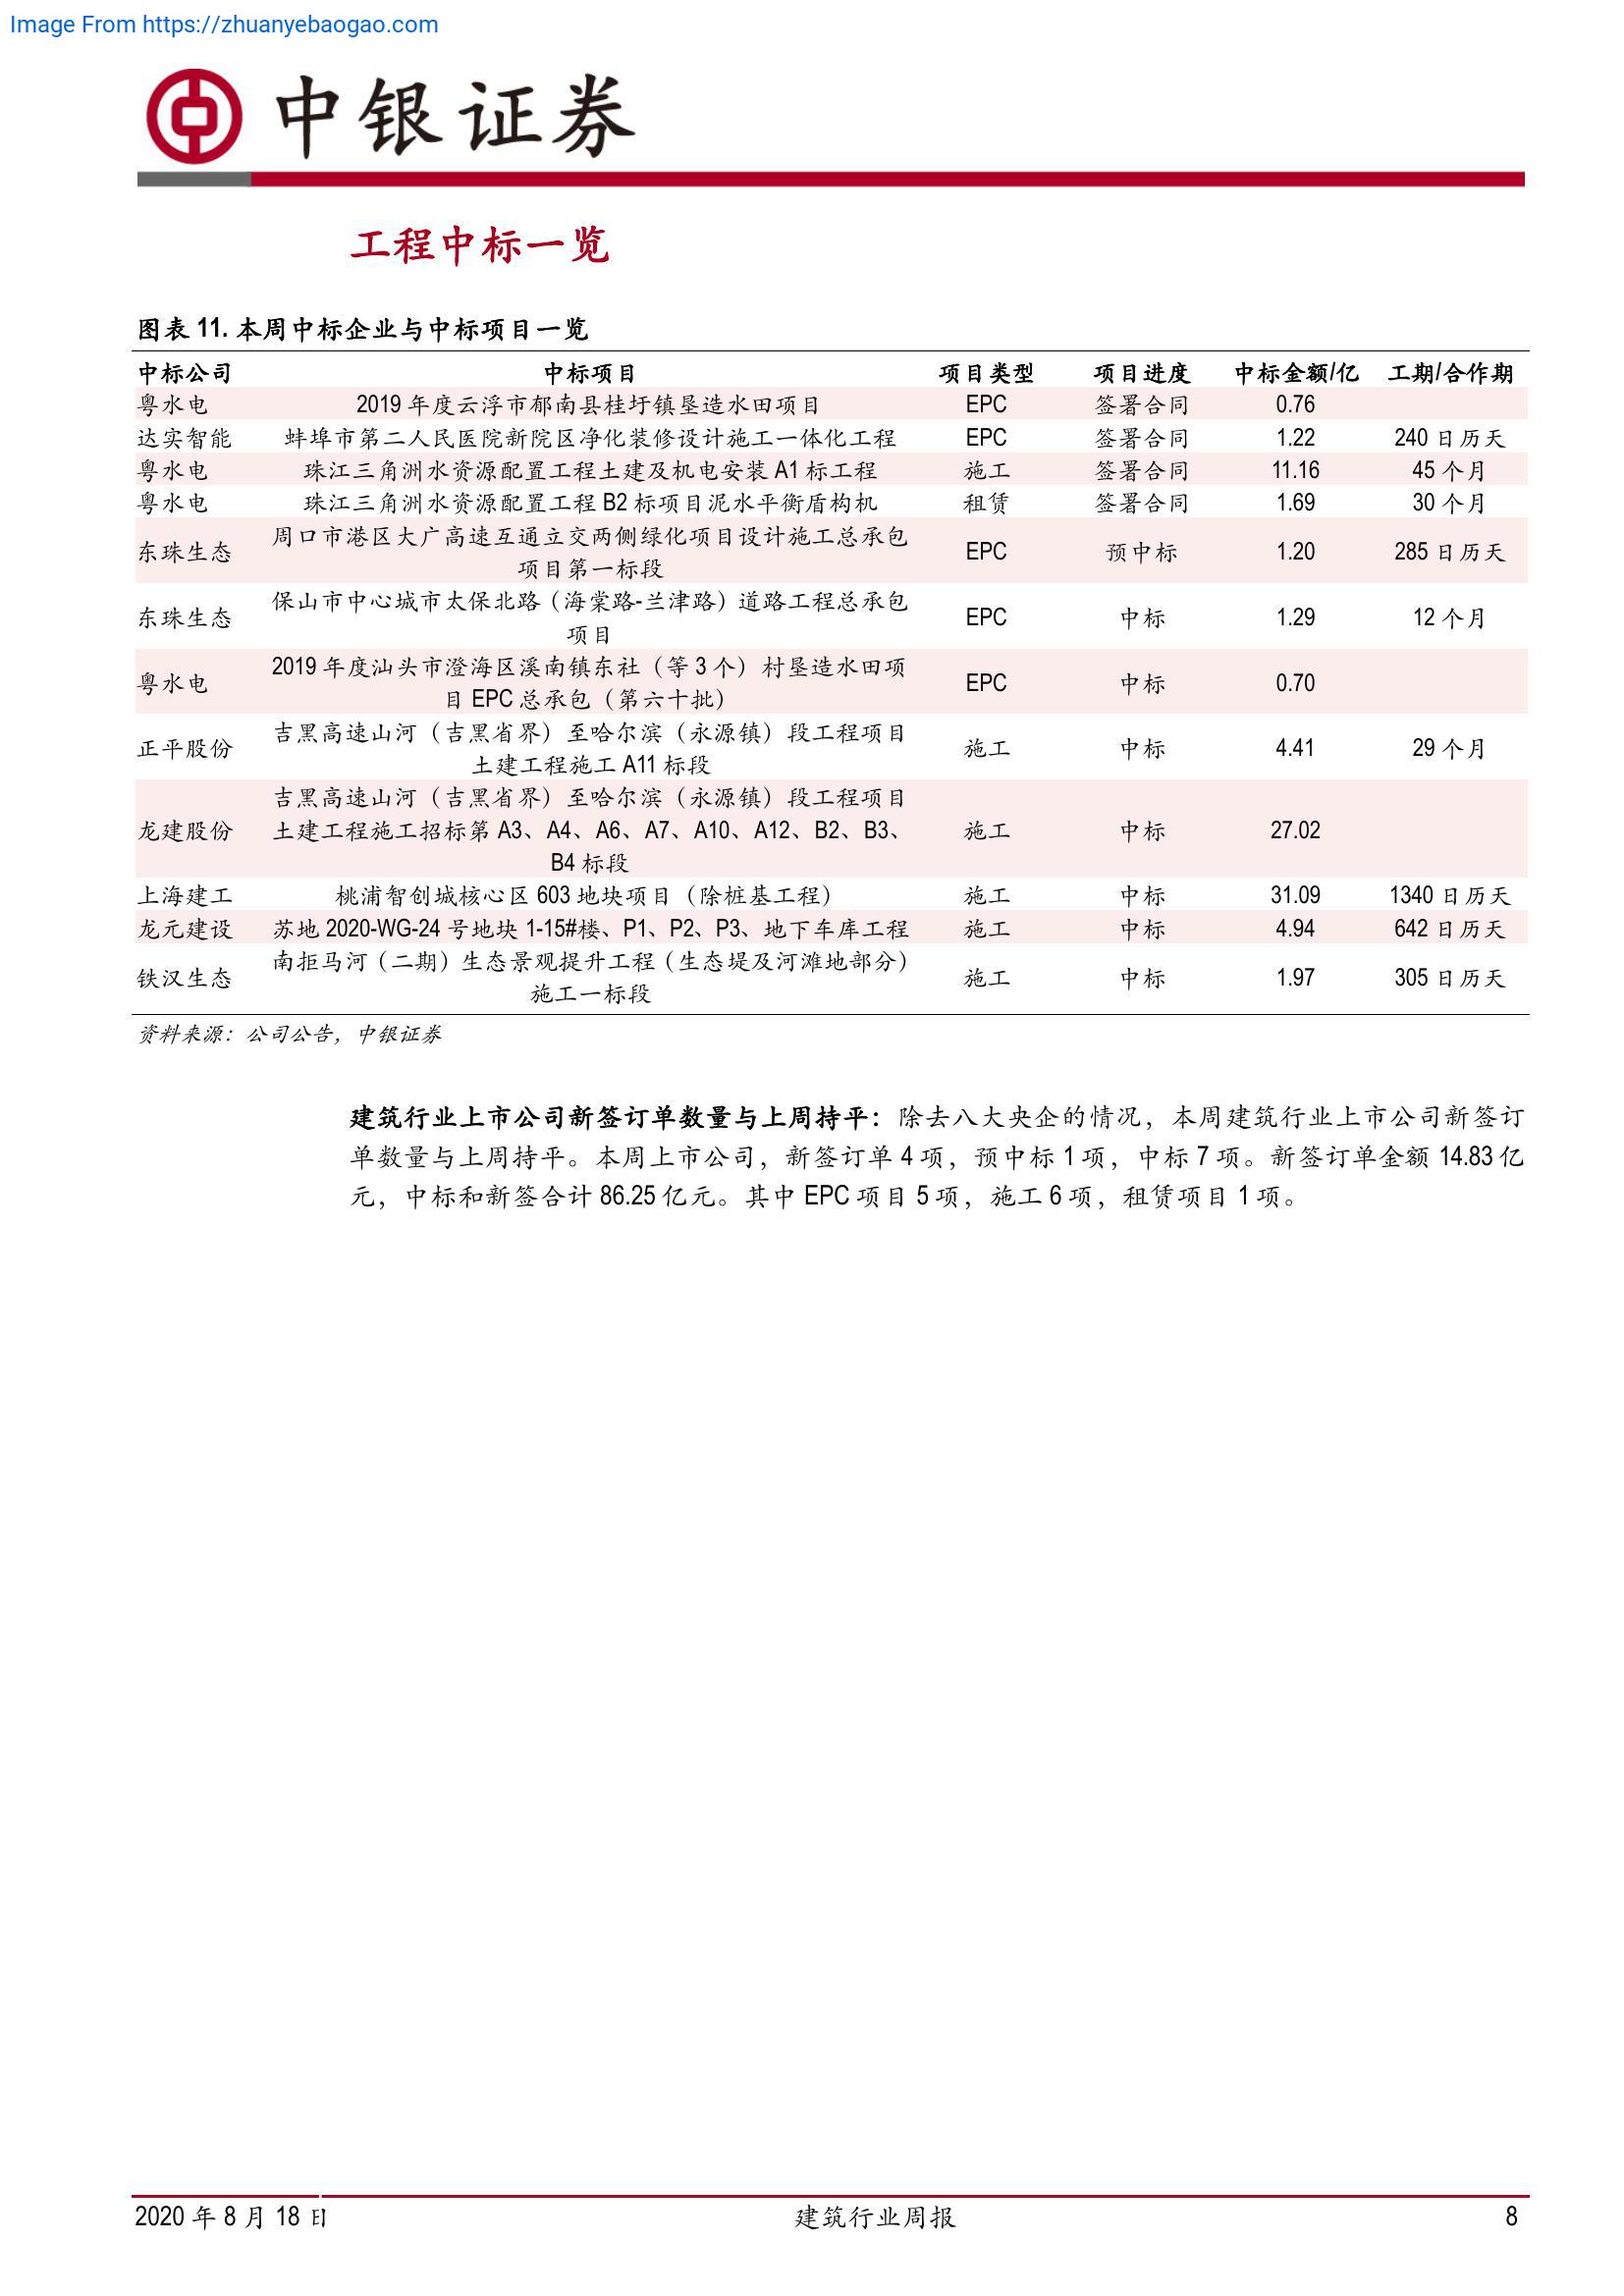 Image From https://zhuanyebaogao.com
中银证券
工程中标一览
图表 11. 本周中标企业与中标项目一览
中标公司 中标项目 项目类型 项目进度 中标金额/亿 工期/合作期
粤水电 2019 年度云浮市郁南县桂圩镇垦造水田项目 EPC 签署合同 0.76
达实智能 蚌埠市第二人民医院新院区净化装修设计施工一体化工程 EPC 签署合同 1.22 240 日历天
粤水电 珠江三角洲水资源配置工程土建及机电安装 A1 标工程 施工 签署合同 11.16 45 个月
粤水电 珠江三角洲水资源配置工程 B2 标项目泥水平衡盾构机 租赁 签署合同 1.69 30 个月
周口市港区大广高速互通立交两侧绿化项目设计施工总承包
东珠生态 EPC 预中标 1.20 285 日历天
项目第一标段
保山市中心城市太保北路（海棠路-兰津路）道路工程总承包
东珠生态 EPC 中标 1.29 12 个月
项目
2019 年度汕头市澄海区溪南镇东社（等 3 个）村垦造水田项
粤水电 EPC 中标 0.70
目 EPC 总承包（第六十批）
吉黑高速山河（吉黑省界）至哈尔滨（永源镇）段工程项目
正平股份 施工 中标 4.41 29 个月
土建工程施工 A11 标段
吉黑高速山河（吉黑省界）至哈尔滨（永源镇）段工程项目
龙建股份 土建工程施工招标第 A3、A4、A6、A7、A10、A12、B2、B3、 施工 中标 27.02
B4 标段
上海建工 桃浦智创城核心区 603 地块项目（除桩基工程） 施工 中标 31.09 1340 日历天
龙元建设 苏地 2020-WG-24 号地块 1-15#楼、P1、P2、P3、地下车库工程 施工 中标 4.94 642 日历天
南拒马河（二期）生态景观提升工程（生态堤及河滩地部分）
铁汉生态 施工 中标 1.97 305 日历天
施工一标段
资料来源：公司公告，中银证券
建筑行业上市公司新签订单数量与上周持平：除去八大央企的情况，本周建筑行业上市公司新签订
单数量与上周持平。本周上市公司，新签订单 4 项，预中标 1 项，中标 7 项。新签订单金额 14.83 亿
元，中标和新签合计 86.25 亿元。其中 EPC 项目 5 项，施工 6 项，租赁项目 1 项。
2020 年 8 月 18 日 建筑行业周报 8